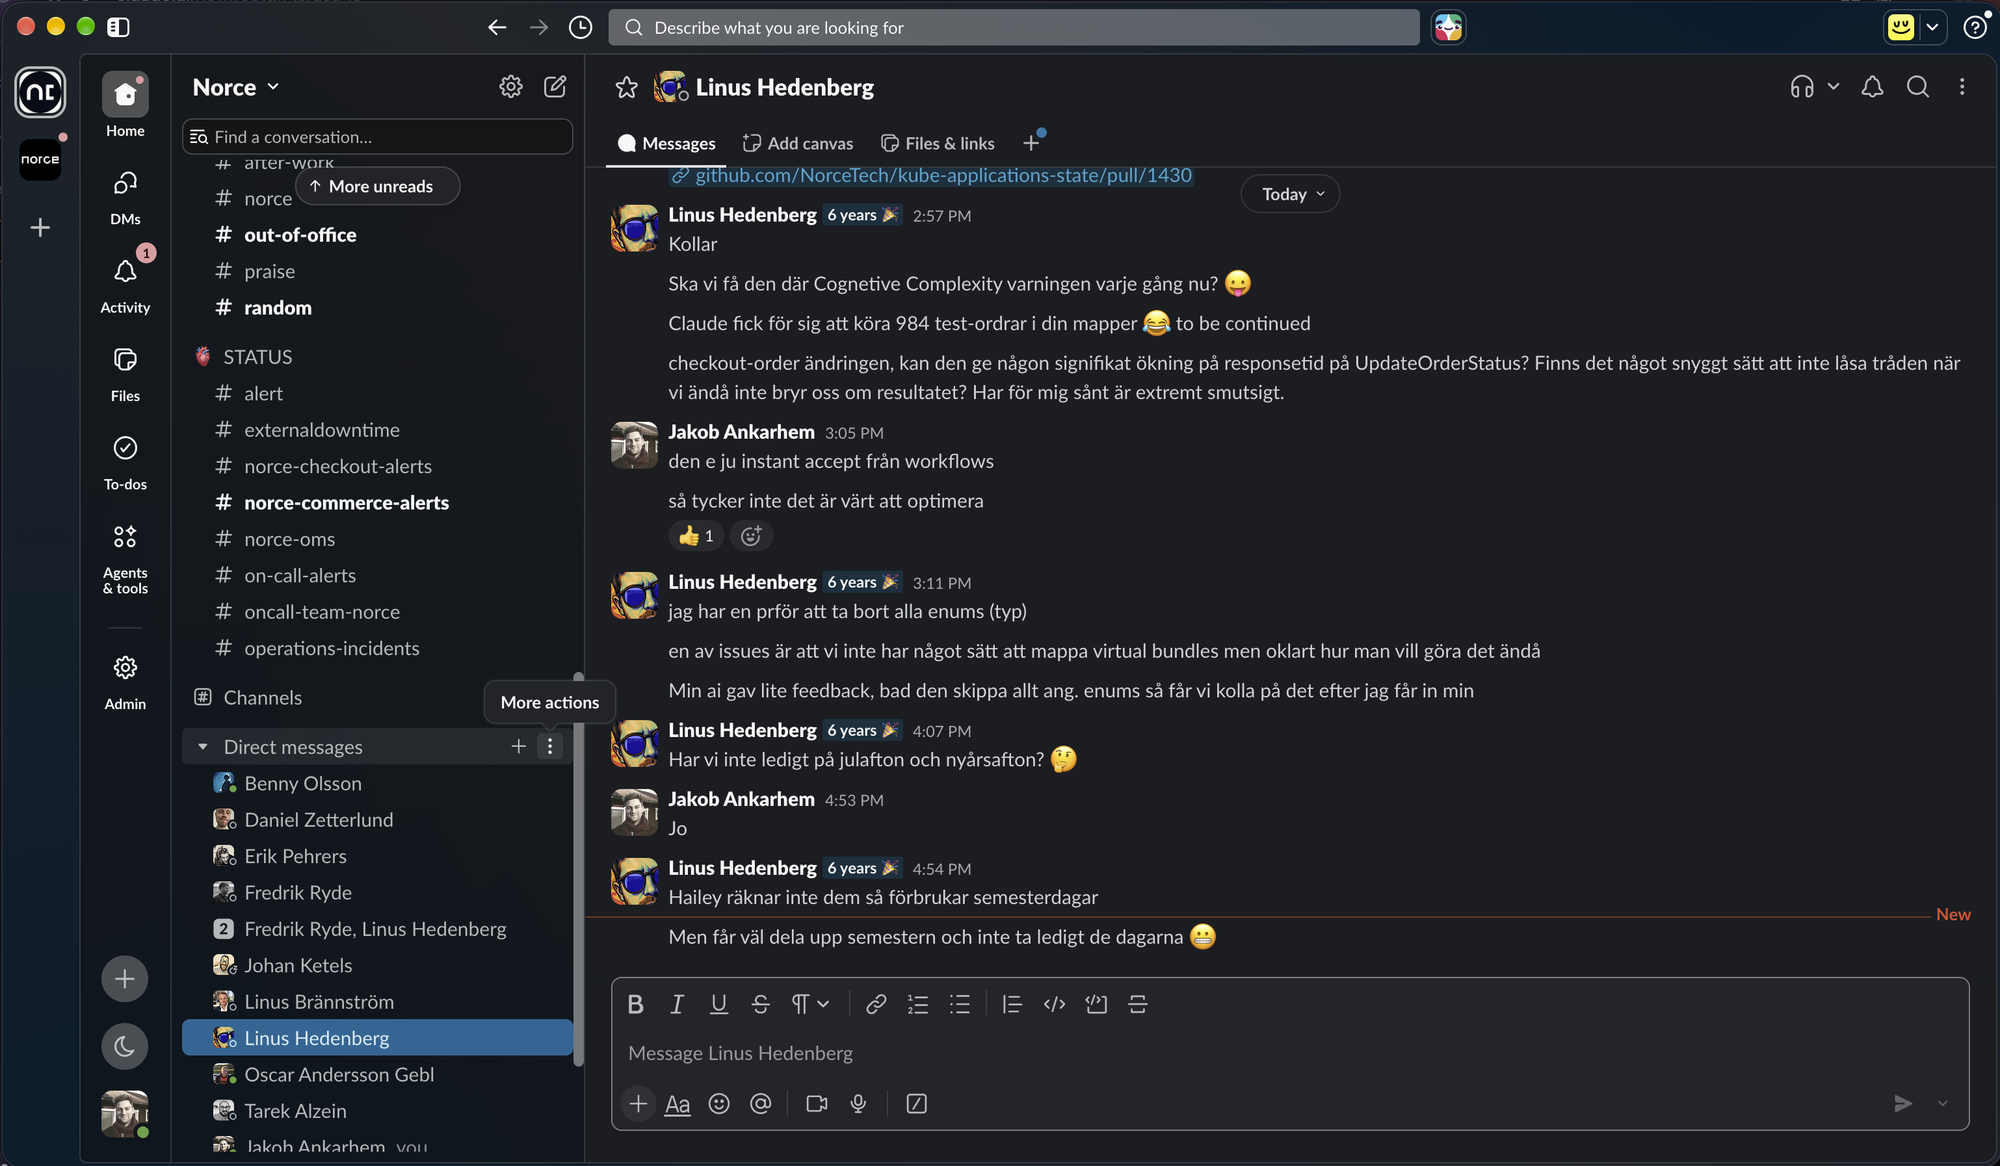 Describe what you are looking for
norce
Home
DMs
1
Activity
Files
To-dos
Agents
& tools
Admin
Norce
Find a conversation...
after-work
More unreads
norce
out-of-office
praise
random
STATUS
alert
externaldowntime
norce-checkout-alerts
norce-commerce-alerts
norce-oms
on-call-alerts
oncall-team-norce
operations-incidents
Channels
More actions
Direct messages
Benny Olsson
Daniel Zetterlund
Erik Pehrers
Fredrik Ryde
2 Fredrik Ryde, Linus Hedenberg
Johan Ketels
Linus Brännström
Linus Hedenberg
Oscar Andersson Gebl
Tarek Alzein
Jakob Ankarhem you
Linus Hedenberg
Messages
Add canvas
Files & links
github.com/NorceTech/kube-applications-state/pull/1430
Today
Linus Hedenberg 6 years 🎉 2:57 PM
Kollar
Ska vi få den där Cognetive Complexity varningen varje gång nu? 😛
Claude fick för sig att köra 984 test-ordrar i din mapper 😂 to be continued
checkout-order ändringen, kan den ge någon signifikat ökning på responsetid på UpdateOrderStatus? Finns det något snyggt sätt att inte låsa tråden när
vi ändå inte bryr oss om resultatet? Har för mig sånt är extremt smutsigt.
Jakob Ankarhem 3:05 PM
den e ju instant accept från workflows
så tycker inte det är värt att optimera
👍 1
Linus Hedenberg 6 years 🎉 3:11 PM
jag har en prför att ta bort alla enums (typ)
en av issues är att vi inte har något sätt att mappa virtual bundles men oklart hur man vill göra det ändå
Min ai gav lite feedback, bad den skippa allt ang. enums så får vi kolla på det efter jag får in min
Linus Hedenberg 6 years 🎉 4:07 PM
Har vi inte ledigt på julafton och nyårsafton? 🤔
Jakob Ankarhem 4:53 PM
Jo
Linus Hedenberg 6 years 🎉 4:54 PM
Hailey räknar inte dem så förbrukar semesterdagar
New
Men får väl dela upp semestern och inte ta ledigt de dagarna 😬
Message Linus Hedenberg
Aa